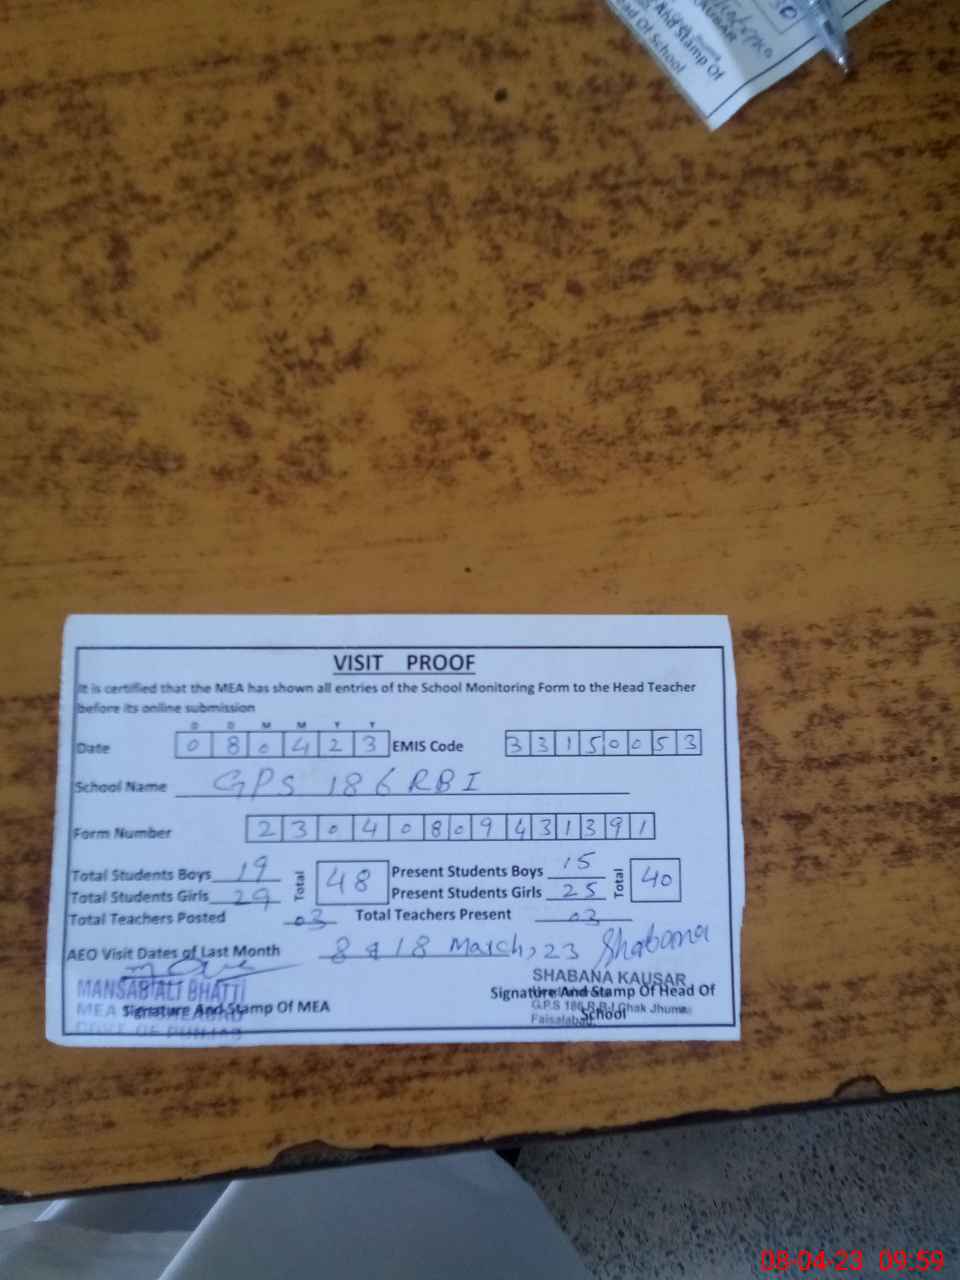 And Stamp Of
ad Of School
VISIT PROOF
It is certified that the MEA has shown all entries of the School Monitoring Form to the Head Teacher
before its online submission
D D M M Y Y
Date 0 8 0 4 2 3 EMIS Code 3 3 1 5 0 0 5 3
School Name GPS 186 RBI
Form Number 2 3 0 4 0 8 0 9 4 3 1 3 9 1
Total Students Boys 19 Total 48 Present Students Boys 15 Total 40
Total Students Girls 29 Present Students Girls 25
Total Teachers Posted 03 Total Teachers Present 03
AEO Visit Dates of Last Month 8 & 18 March, 23 Shabana
MANSAB ALI BHATTI
MEA
Signature And Stamp Of MEA
SHABANA KAUSAR
Signature And Stamp Of Head Of
School
G.P.S 186 R.B-I Chak Jhumra
Faisalabad
08-04-23 09:59